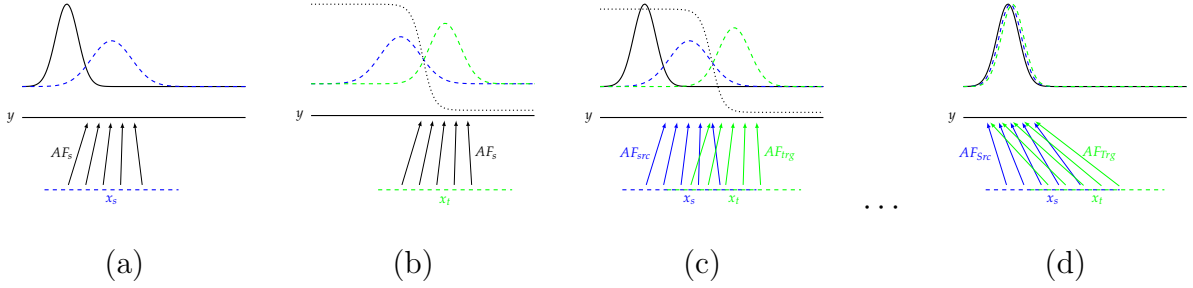 y
AF_s
x_s
(a)
AF_s
x_t
(b)
y
AF_src
AF_trg
x_s
x_t
(c)
...
y
AF_Src
AF_Trg
x_s
x_t
(d)